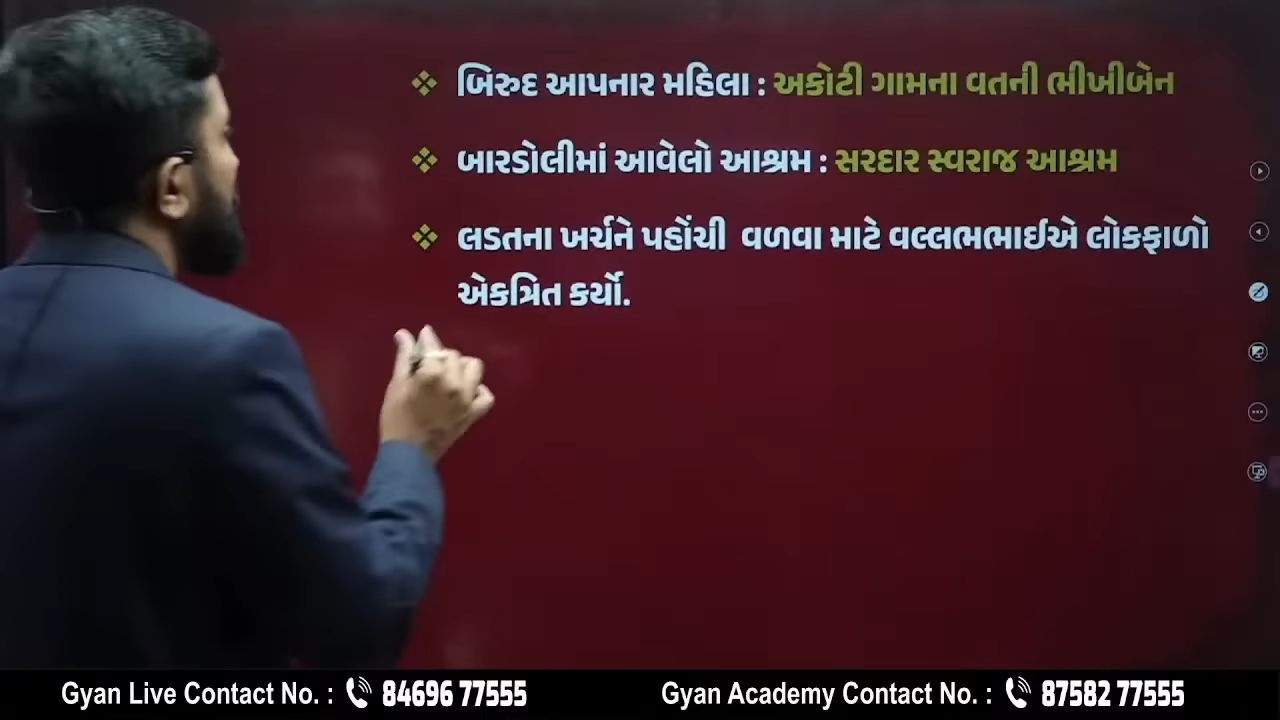 ❖ બિરુદ આપનાર મહિલા : અકોટી ગામના વતની ભીખીબેન
❖ બારડોલીમાં આવેલો આશ્રમ : સરદાર સ્વરાજ આશ્રમ
❖ લડતના ખર્ચને પહોંચી વળવા માટે વલ્લભભાઈએ લોકફાળો
એકત્રિત કર્યો.
Gyan Live Contact No. : 84696 77555
Gyan Academy Contact No. : 87582 77555